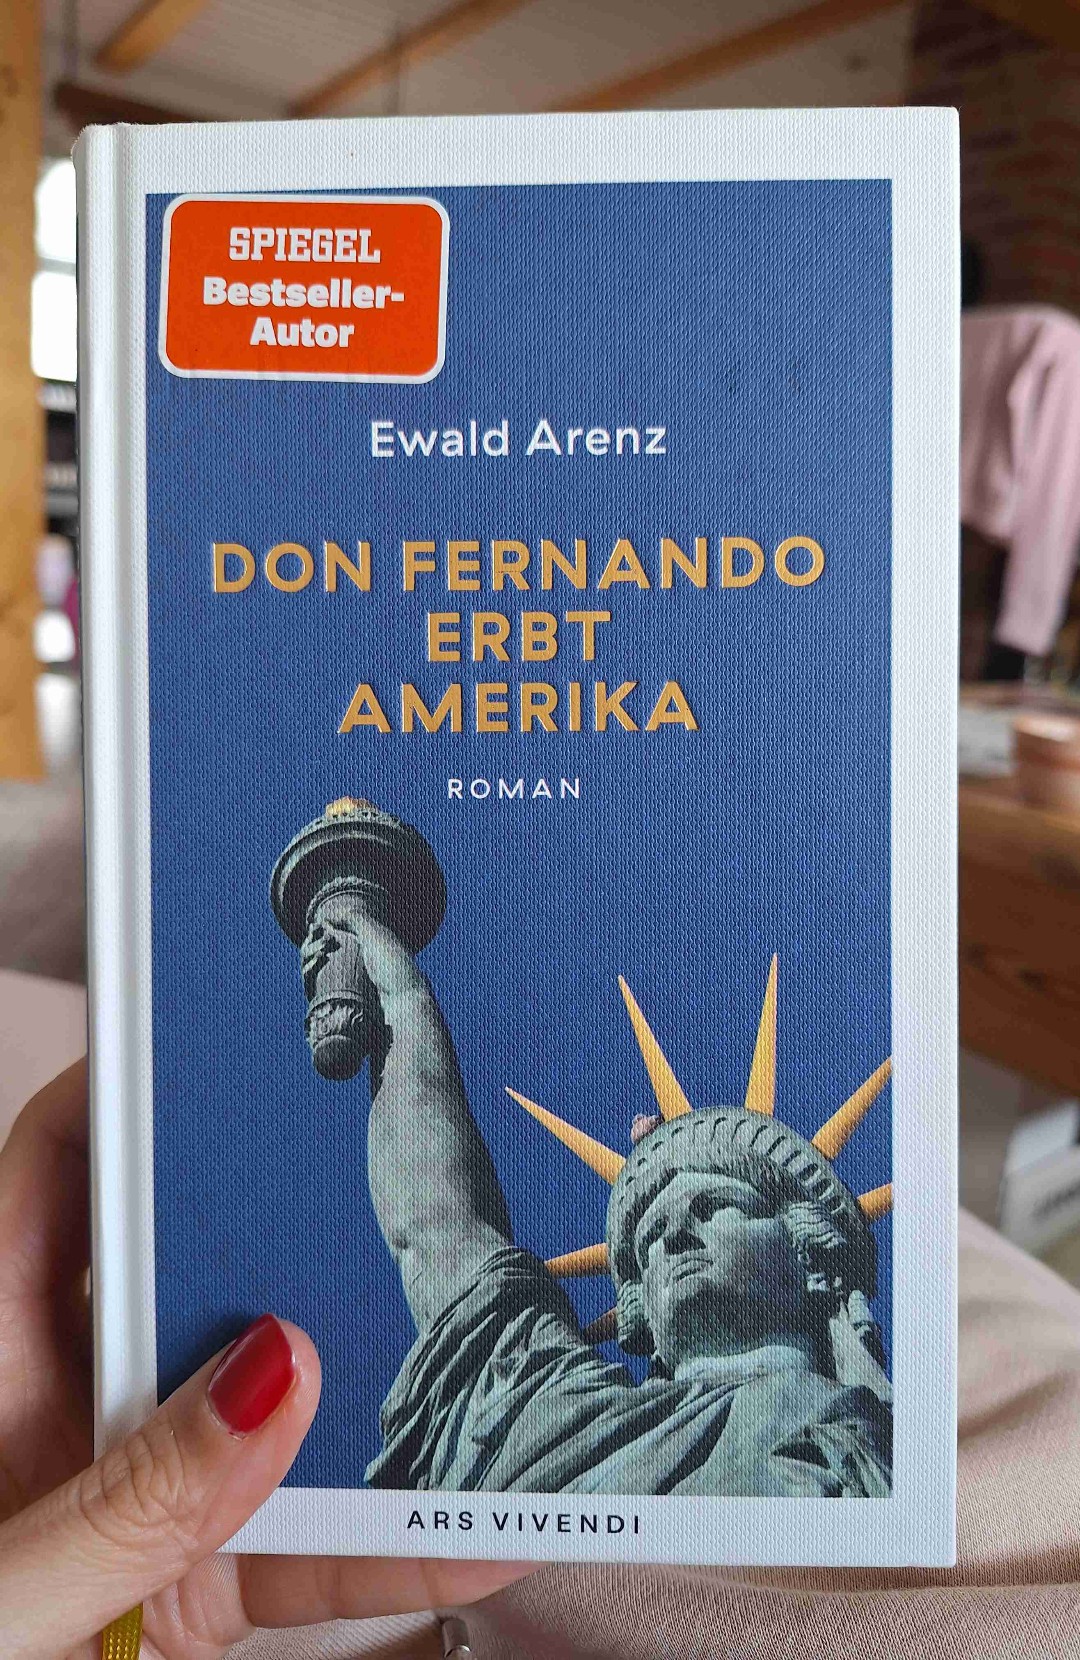 SPIEGEL
Bestseller-
Autor
Ewald Arenz
DON FERNANDO
ERBT
AMERIKA
ROMAN
ARS VIVENDI